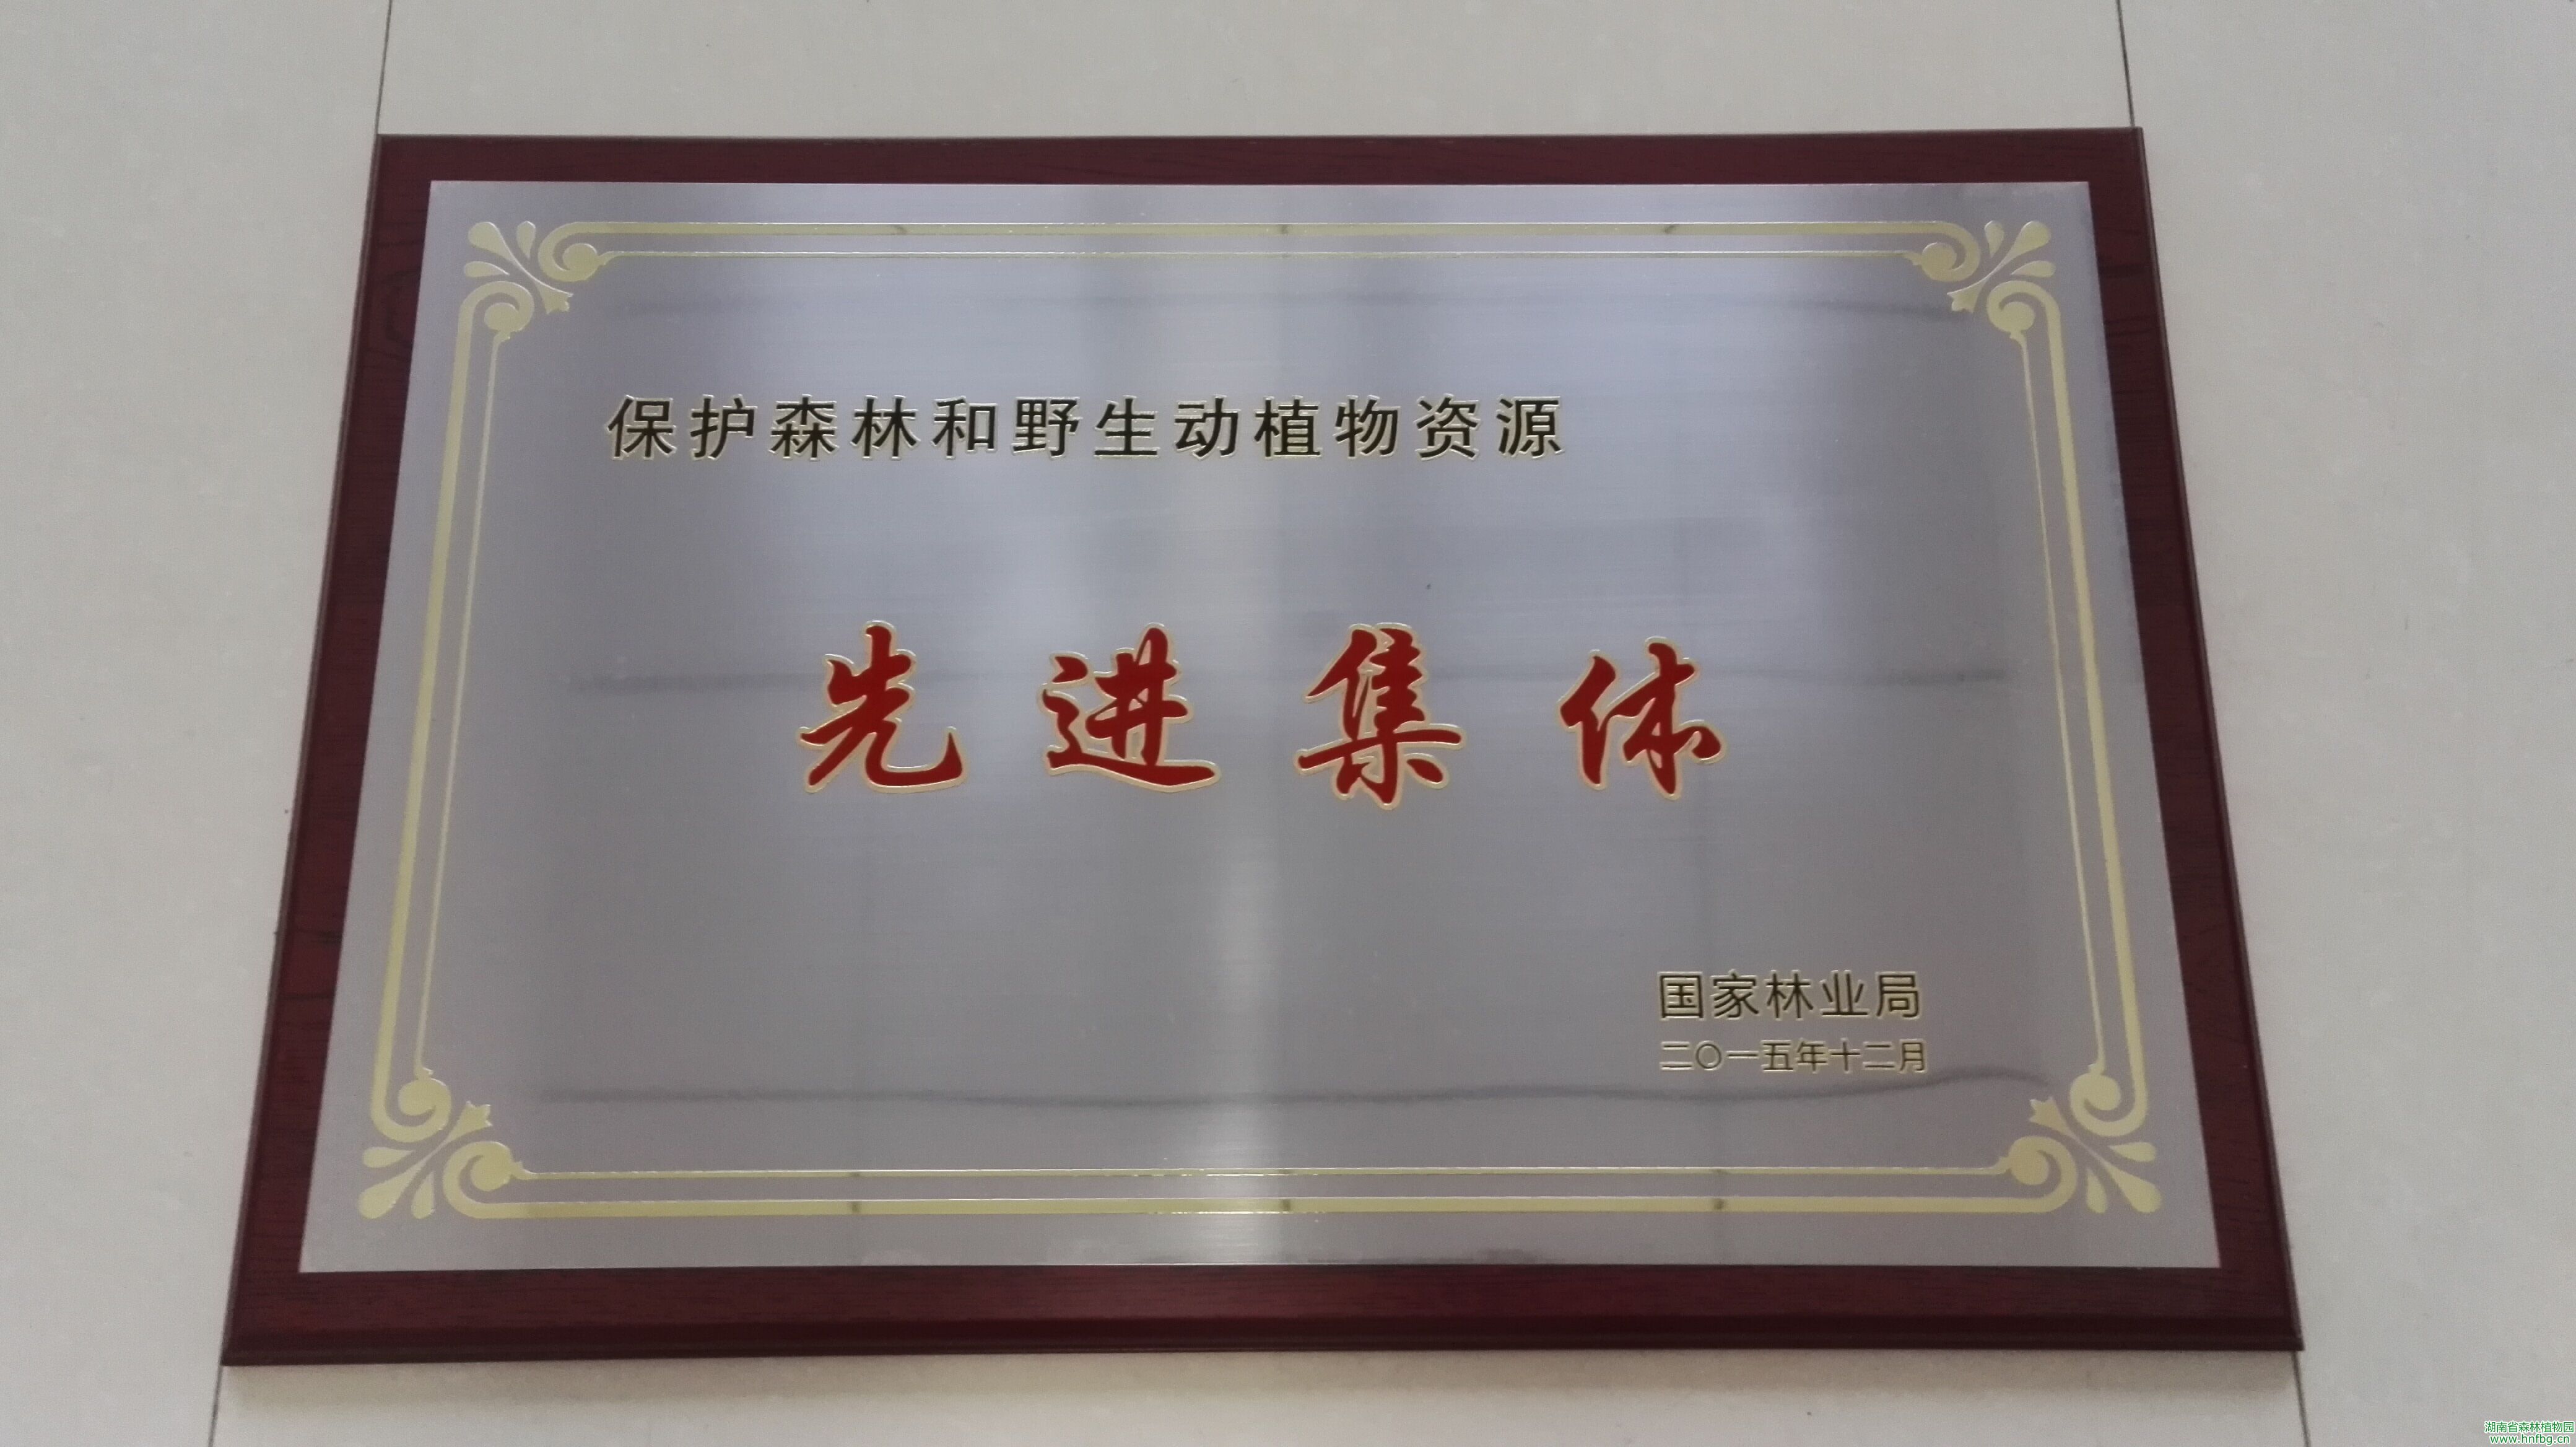 保护森林和野生动植物资源
先进集体
国家林业局
二〇一五年十二月
湖南省森林植物园
www.hnfbg.cn